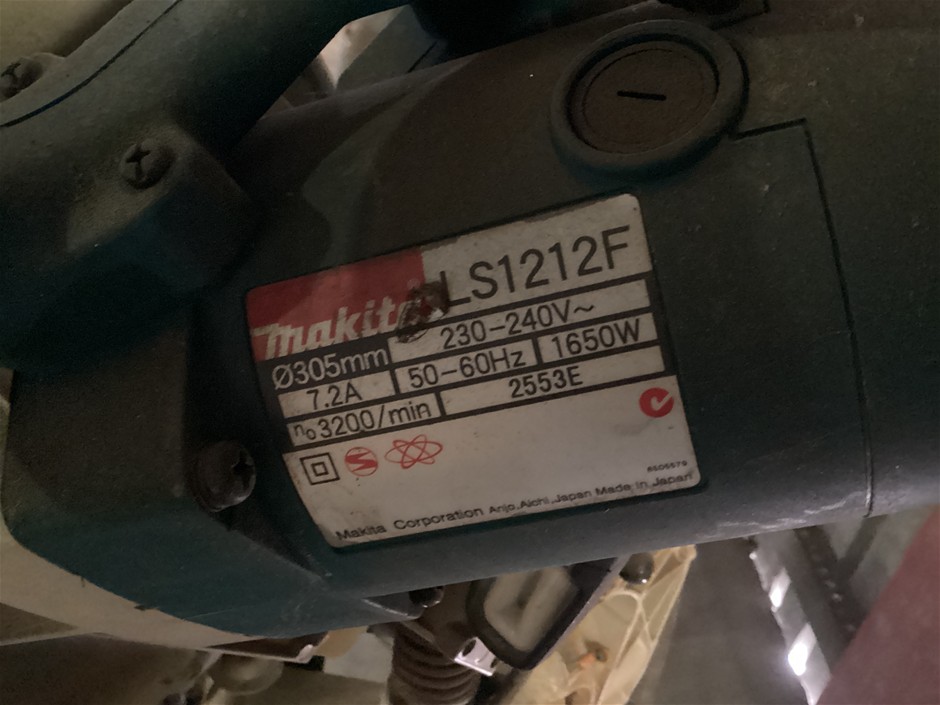 makita LS1212F
Ø305mm 230-240V~
7.2A 50-60Hz 1650W
no 3200/min 2553E
Makita Corporation Anjo, Aichi, Japan Made in Japan